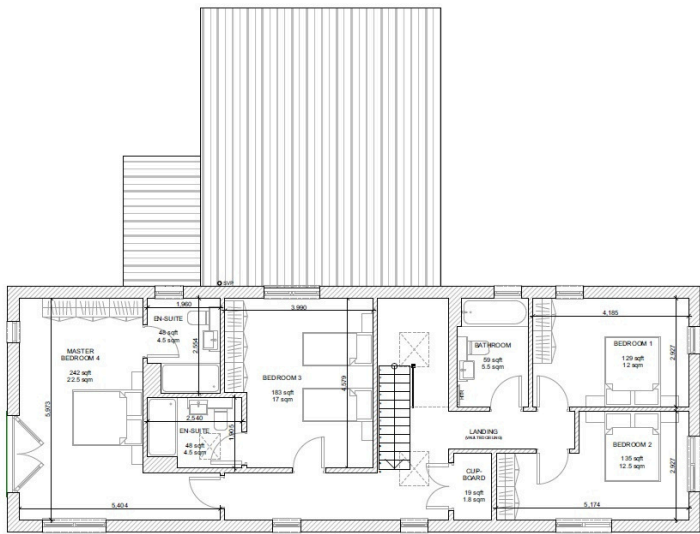 SVP
1,960
EN-SUITE
48 sqft
4.5 sqm
2,554
3,990
4,185
BATHROOM
59 sqft
5.5 sqm
BEDROOM 1
129 sqft
12 sqm
2,927
MASTER
BEDROOM 4
242 sqft
22.5 sqm
5,973
BEDROOM 3
183 sqft
17 sqm
4,579
2,540
EN-SUITE
48 sqft
4.5 sqm
1,905
LANDING
BEDROOM 2
135 sqft
12.5 sqm
2,927
CUP-
BOARD
19 sqft
1.8 sqm
5,404
5,174